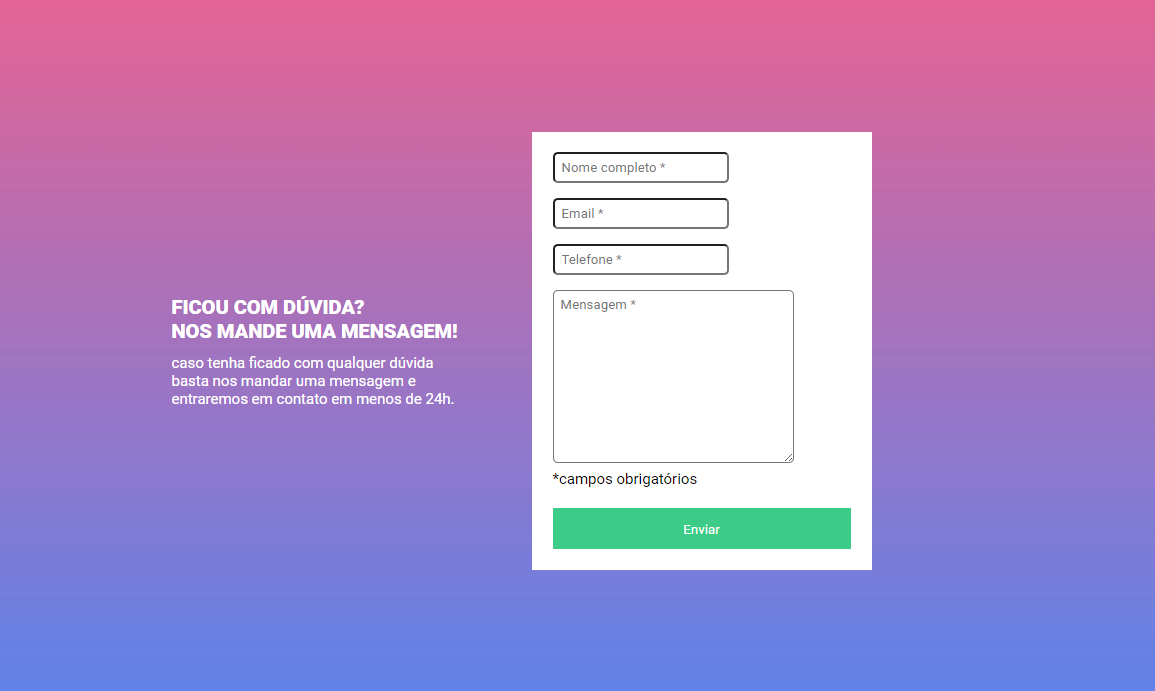 FICOU COM DÚVIDA?
NOS MANDE UMA MENSAGEM!
caso tenha ficado com qualquer dúvida
basta nos mandar uma mensagem e
entraremos em contato em menos de 24h.
Nome completo *
Email *
Telefone *
Mensagem *
*campos obrigatórios
Enviar